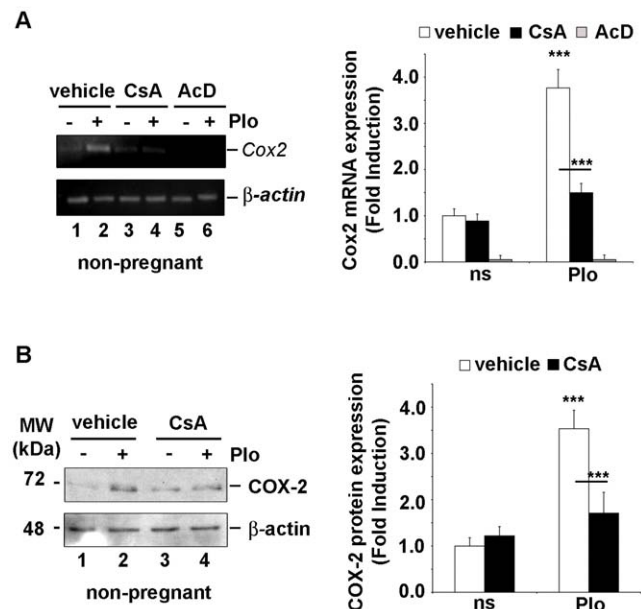 A
vehicle CsA AcD
- + - + - + Plo
Cox2
β-actin
1 2 3 4 5 6
non-pregnant
vehicle CsA AcD
Cox2 mRNA expression
(Fold Induction)
4.0
3.0
2.0
1.0
0.0
***
***
ns Plo
B
MW
(kDa)
vehicle CsA
- + - + Plo
72 COX-2
48 β-actin
1 2 3 4
non-pregnant
vehicle CsA
COX-2 protein expression
(Fold Induction)
4.0
3.0
2.0
1.0
0.0
***
***
ns Plo